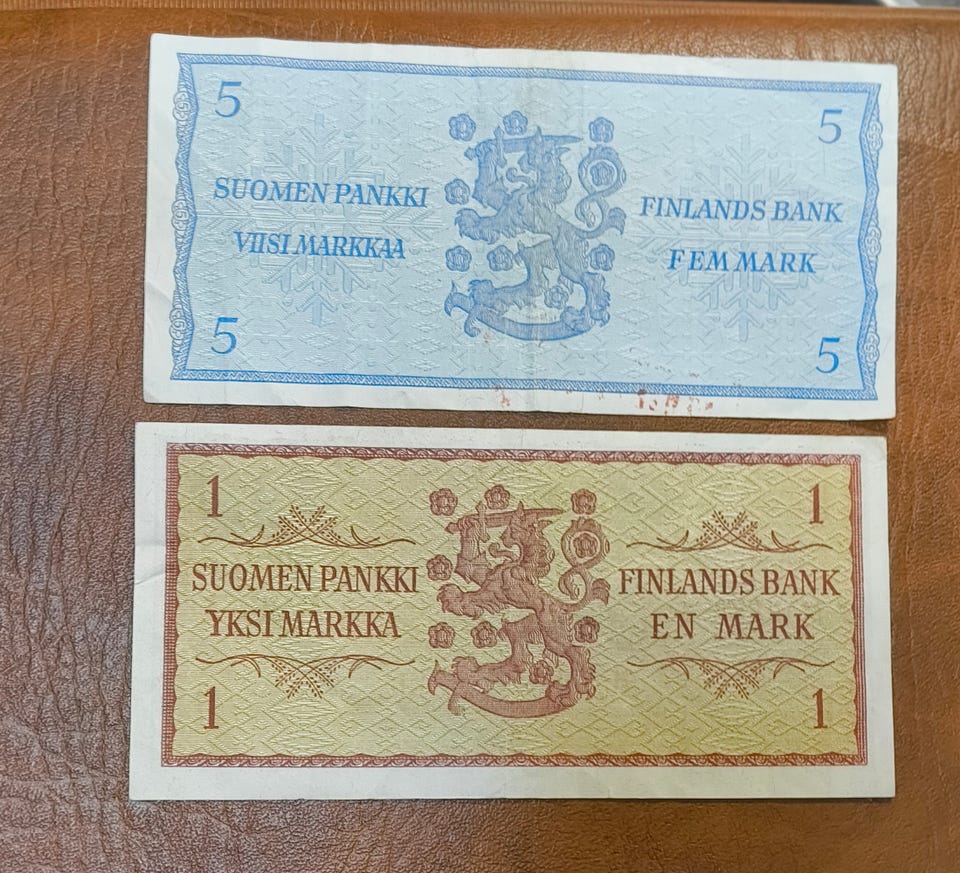 5 5
SUOMEN PANKKI FINLANDS BANK
VIISI MARKKAA FEM MARK
5 5
1 1
SUOMEN PANKKI FINLANDS BANK
YKSI MARKKA EN MARK
1 1